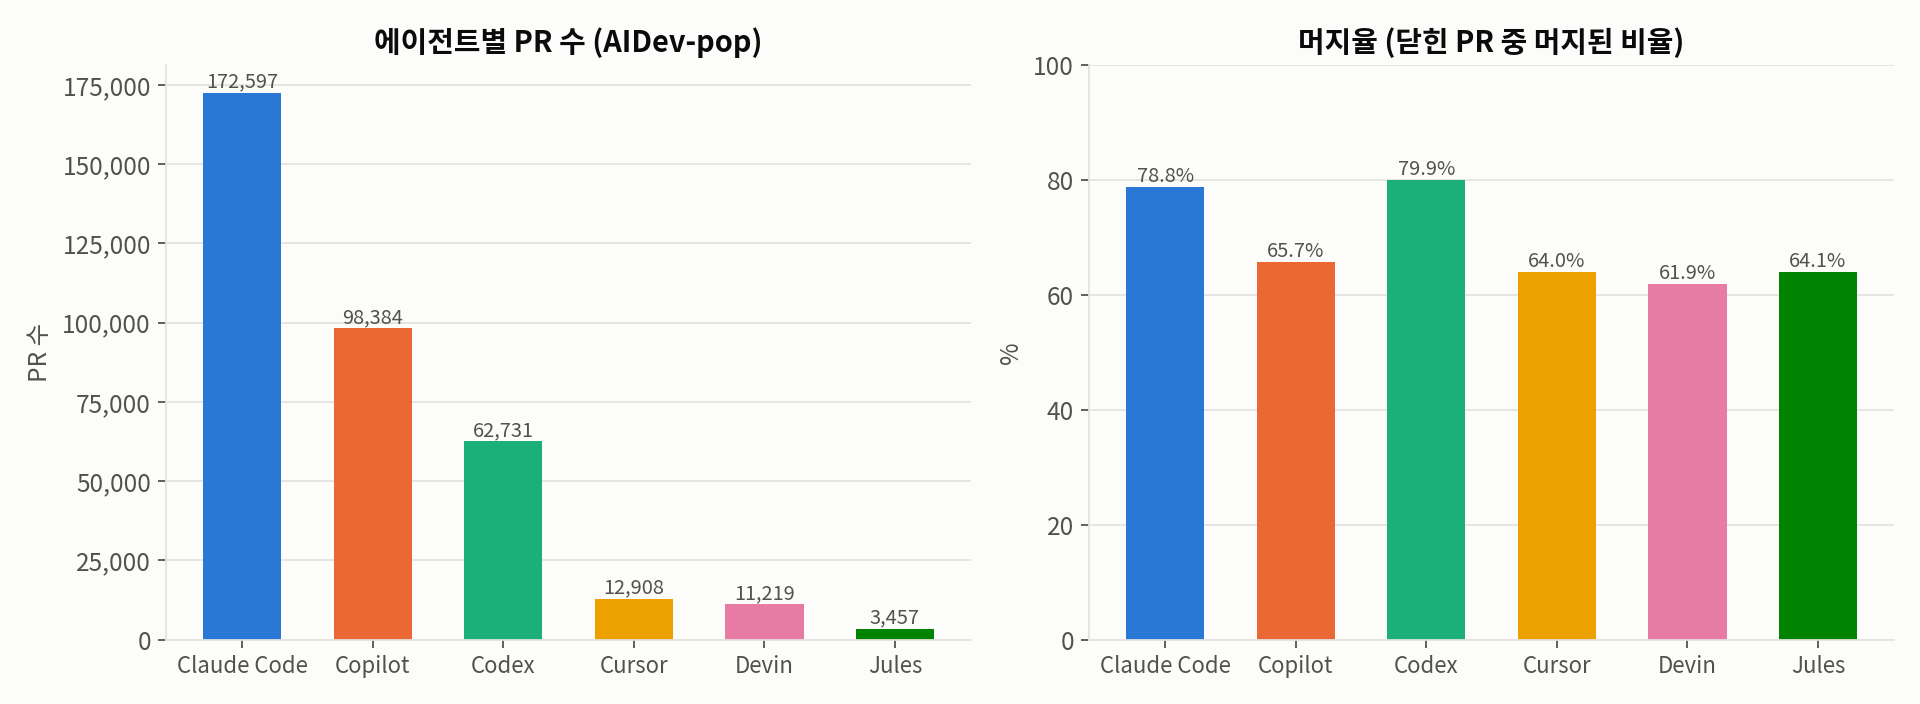 에이전트별 PR 수 (AIDev-pop)
PR 수
175,000
150,000
125,000
100,000
75,000
50,000
25,000
0
172,597
98,384
62,731
12,908
11,219
3,457
Claude Code
Copilot
Codex
Cursor
Devin
Jules
머지율 (닫힌 PR 중 머지된 비율)
%
100
80
60
40
20
0
78.8%
65.7%
79.9%
64.0%
61.9%
64.1%
Claude Code
Copilot
Codex
Cursor
Devin
Jules